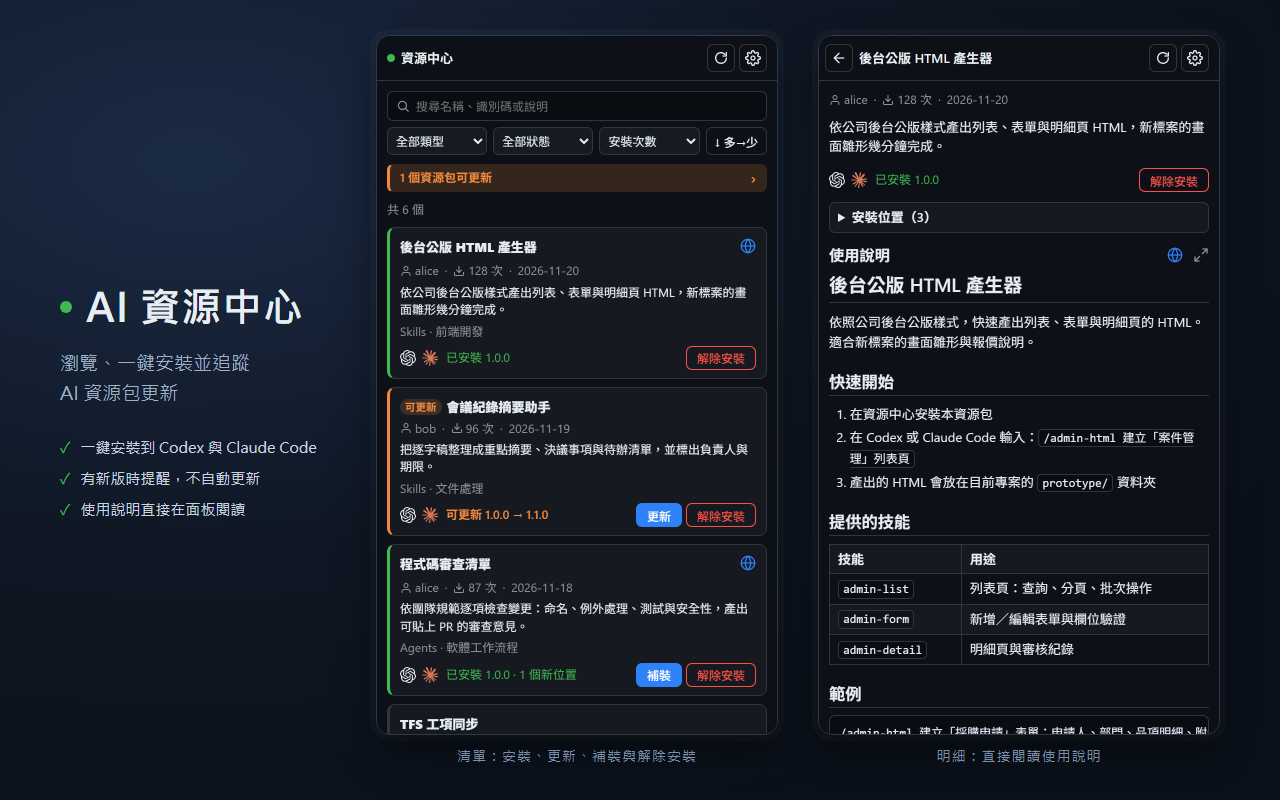 AI 資源中心
瀏覽、一鍵安裝並追蹤
AI 資源包更新
✓ 一鍵安裝到 Codex 與 Claude Code
✓ 有新版時提醒，不自動更新
✓ 使用說明直接在面板閱讀
資源中心
搜尋名稱、識別碼或說明
全部類型 全部狀態 安裝次數 ↓ 多→少
1 個資源包可更新 ›
共 6 個
後台公版 HTML 產生器
alice · 128 次 · 2026-11-20
依公司後台公版樣式產出列表、表單與明細頁 HTML，新標案的畫
面雛形幾分鐘完成。
Skills · 前端開發
已安裝 1.0.0 解除安裝
可更新 會議紀錄摘要助手
bob · 96 次 · 2026-11-19
把逐字稿整理成重點摘要、決議事項與待辦清單，並標出負責人與
期限。
Skills · 文件處理
可更新 1.0.0 → 1.1.0 更新 解除安裝
程式碼審查清單
alice · 87 次 · 2026-11-18
依團隊規範逐項檢查變更：命名、例外處理、測試與安全性，產出
可貼上 PR 的審查意見。
Agents · 軟體工作流程
已安裝 1.0.0 · 1 個新位置 補裝 解除安裝
TFS 工項同步
清單：安裝、更新、補裝與解除安裝
後台公版 HTML 產生器
alice · 128 次 · 2026-11-20
依公司後台公版樣式產出列表、表單與明細頁 HTML，新標案的畫
面雛形幾分鐘完成。
已安裝 1.0.0 解除安裝
▶ 安裝位置（3）
使用說明
後台公版 HTML 產生器
依照公司後台公版樣式，快速產出列表、表單與明細頁的 HTML。
適合新標案的畫面雛形與報價說明。
快速開始
1. 在資源中心安裝本資源包
2. 在 Codex 或 Claude Code 輸入：/admin-html 建立「案件管
理」列表頁
3. 產出的 HTML 會放在目前專案的 prototype/ 資料夾
提供的技能
技能 用途
admin-list 列表頁：查詢、分頁、批次操作
admin-form 新增／編輯表單與欄位驗證
admin-detail 明細頁與審核紀錄
範例
/admin-html 建立「採購申請」表單：申請人、部門、品項明細、附
明細：直接閱讀使用說明